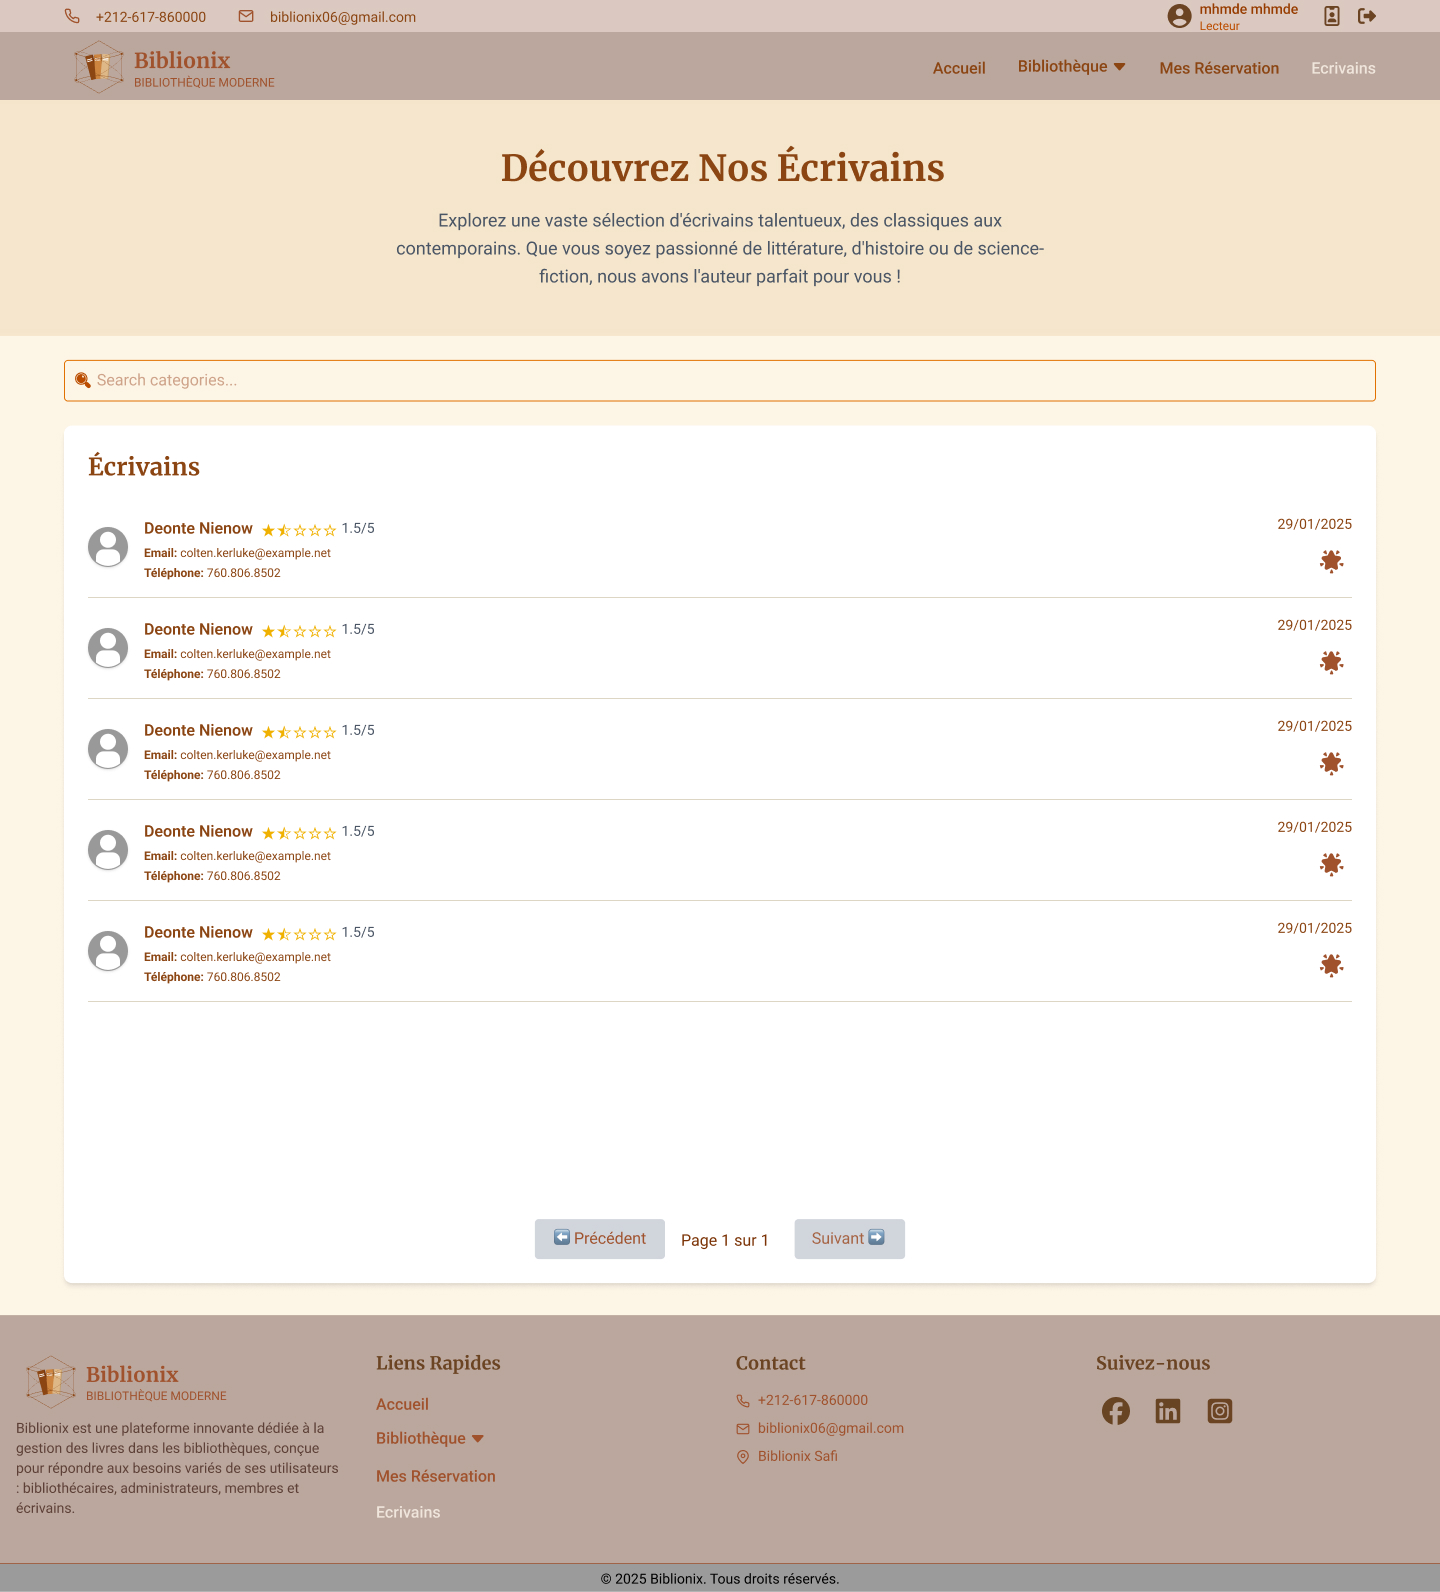 +212-617-860000
biblionix06@gmail.com
mhmde mhmde
Lecteur
Biblionix
BIBLIOTHÈQUE MODERNE
Accueil
Bibliothèque
Mes Réservation
Ecrivains
Découvrez Nos Écrivains
Explorez une vaste sélection d'écrivains talentueux, des classiques aux
contemporains. Que vous soyez passionné de littérature, d'histoire ou de science-
fiction, nous avons l'auteur parfait pour vous !
Search categories...
Écrivains
Deonte Nienow 1.5/5
29/01/2025
Email: colten.kerluke@example.net
Téléphone: 760.806.8502
Deonte Nienow 1.5/5
29/01/2025
Email: colten.kerluke@example.net
Téléphone: 760.806.8502
Deonte Nienow 1.5/5
29/01/2025
Email: colten.kerluke@example.net
Téléphone: 760.806.8502
Deonte Nienow 1.5/5
29/01/2025
Email: colten.kerluke@example.net
Téléphone: 760.806.8502
Deonte Nienow 1.5/5
29/01/2025
Email: colten.kerluke@example.net
Téléphone: 760.806.8502
Précédent
Page 1 sur 1
Suivant
Biblionix
BIBLIOTHÈQUE MODERNE
Biblionix est une plateforme innovante dédiée à la
gestion des livres dans les bibliothèques, conçue
pour répondre aux besoins variés de ses utilisateurs
: bibliothécaires, administrateurs, membres et
écrivains.
Liens Rapides
Accueil
Bibliothèque
Mes Réservation
Ecrivains
Contact
+212-617-860000
biblionix06@gmail.com
Biblionix Safi
Suivez-nous
© 2025 Biblionix. Tous droits réservés.